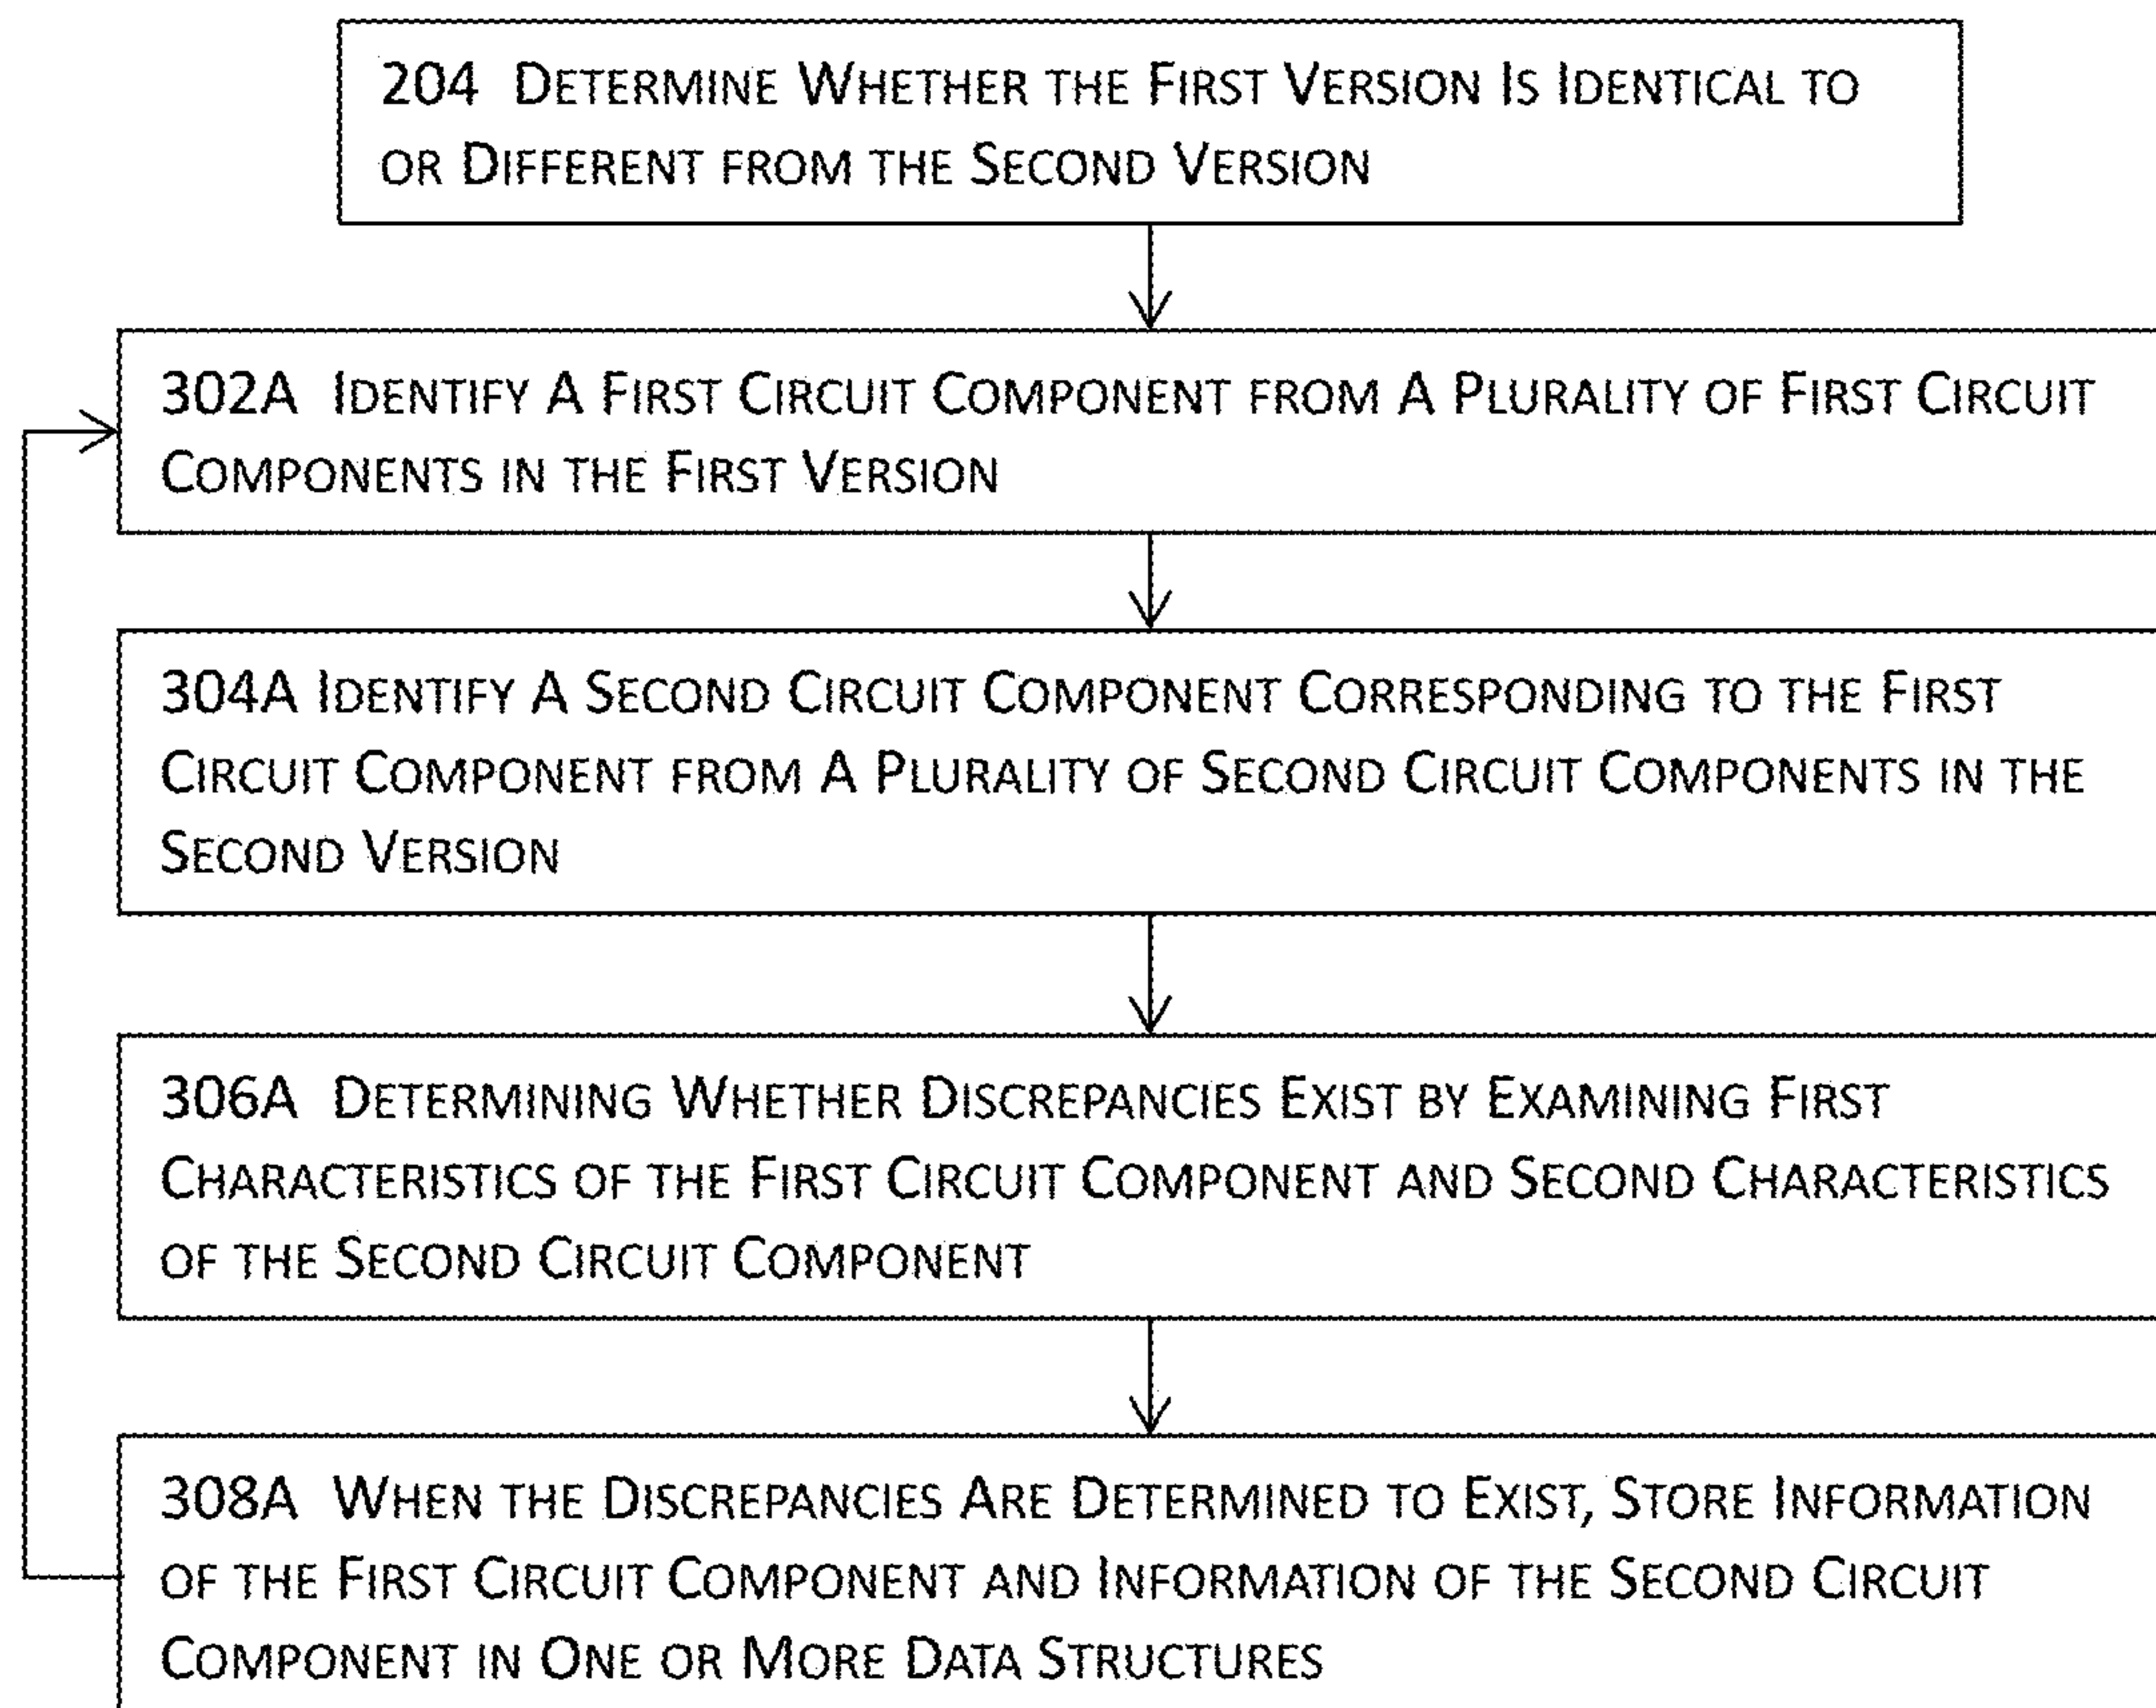 204 Determine Whether the First Version Is Identical to
or Different from the Second Version
302A Identify A First Circuit Component from A Plurality of First Circuit
Components in the First Version
304A Identify A Second Circuit Component Corresponding to the First
Circuit Component from A Plurality of Second Circuit Components in the
Second Version
306A Determining Whether Discrepancies Exist by Examining First
Characteristics of the First Circuit Component and Second Characteristics
of the Second Circuit Component
308A When the Discrepancies Are Determined to Exist, Store Information
of the First Circuit Component and Information of the Second Circuit
Component in One or More Data Structures